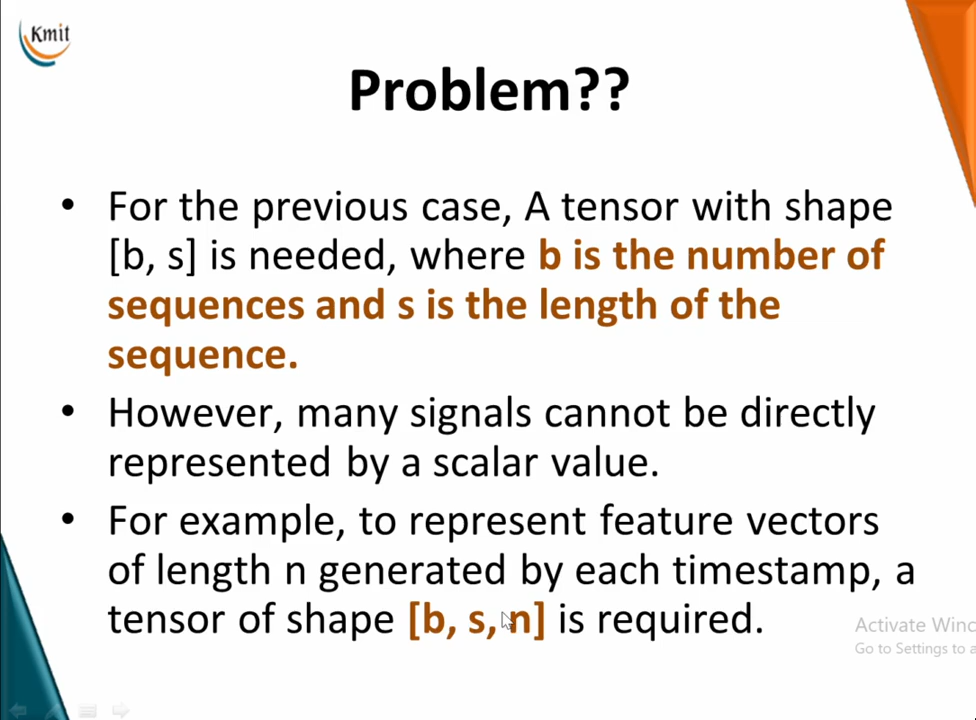 Kmit
Problem??
• For the previous case, A tensor with shape
[b, s] is needed, where b is the number of
sequences and s is the length of the
sequence.
• However, many signals cannot be directly
represented by a scalar value.
• For example, to represent feature vectors
of length n generated by each timestamp, a
tensor of shape [b, s, n] is required.
Activate Winc
Go to Settings to a